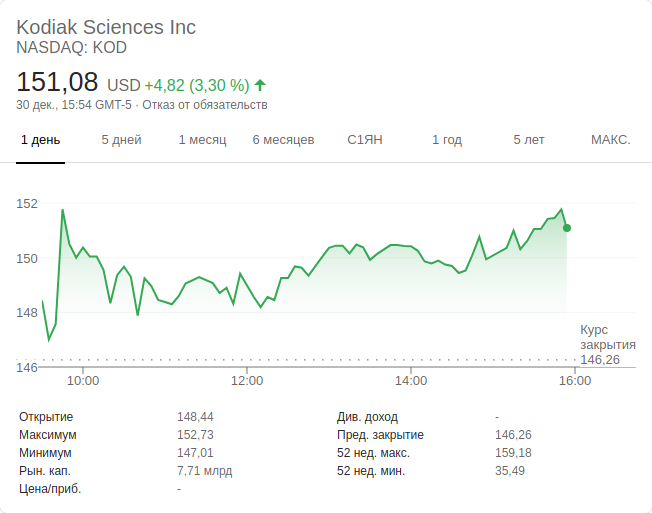 Kodiak Sciences Inc
NASDAQ: KOD
151,08 USD +4,82 (3,30 %)
30 дек., 15:54 GMT-5 · Отказ от обязательств
1 день 5 дней 1 месяц 6 месяцев С1ЯН 1 год 5 лет МАКС.
152
150
148
146
Курс
закрытия
146,26
10:00 12:00 14:00 16:00
Открытие 148,44 Див. доход -
Максимум 152,73 Пред. закрытие 146,26
Минимум 147,01 52 нед. макс. 159,18
Рын. кап. 7,71 млрд 52 нед. мин. 35,49
Цена/приб. -